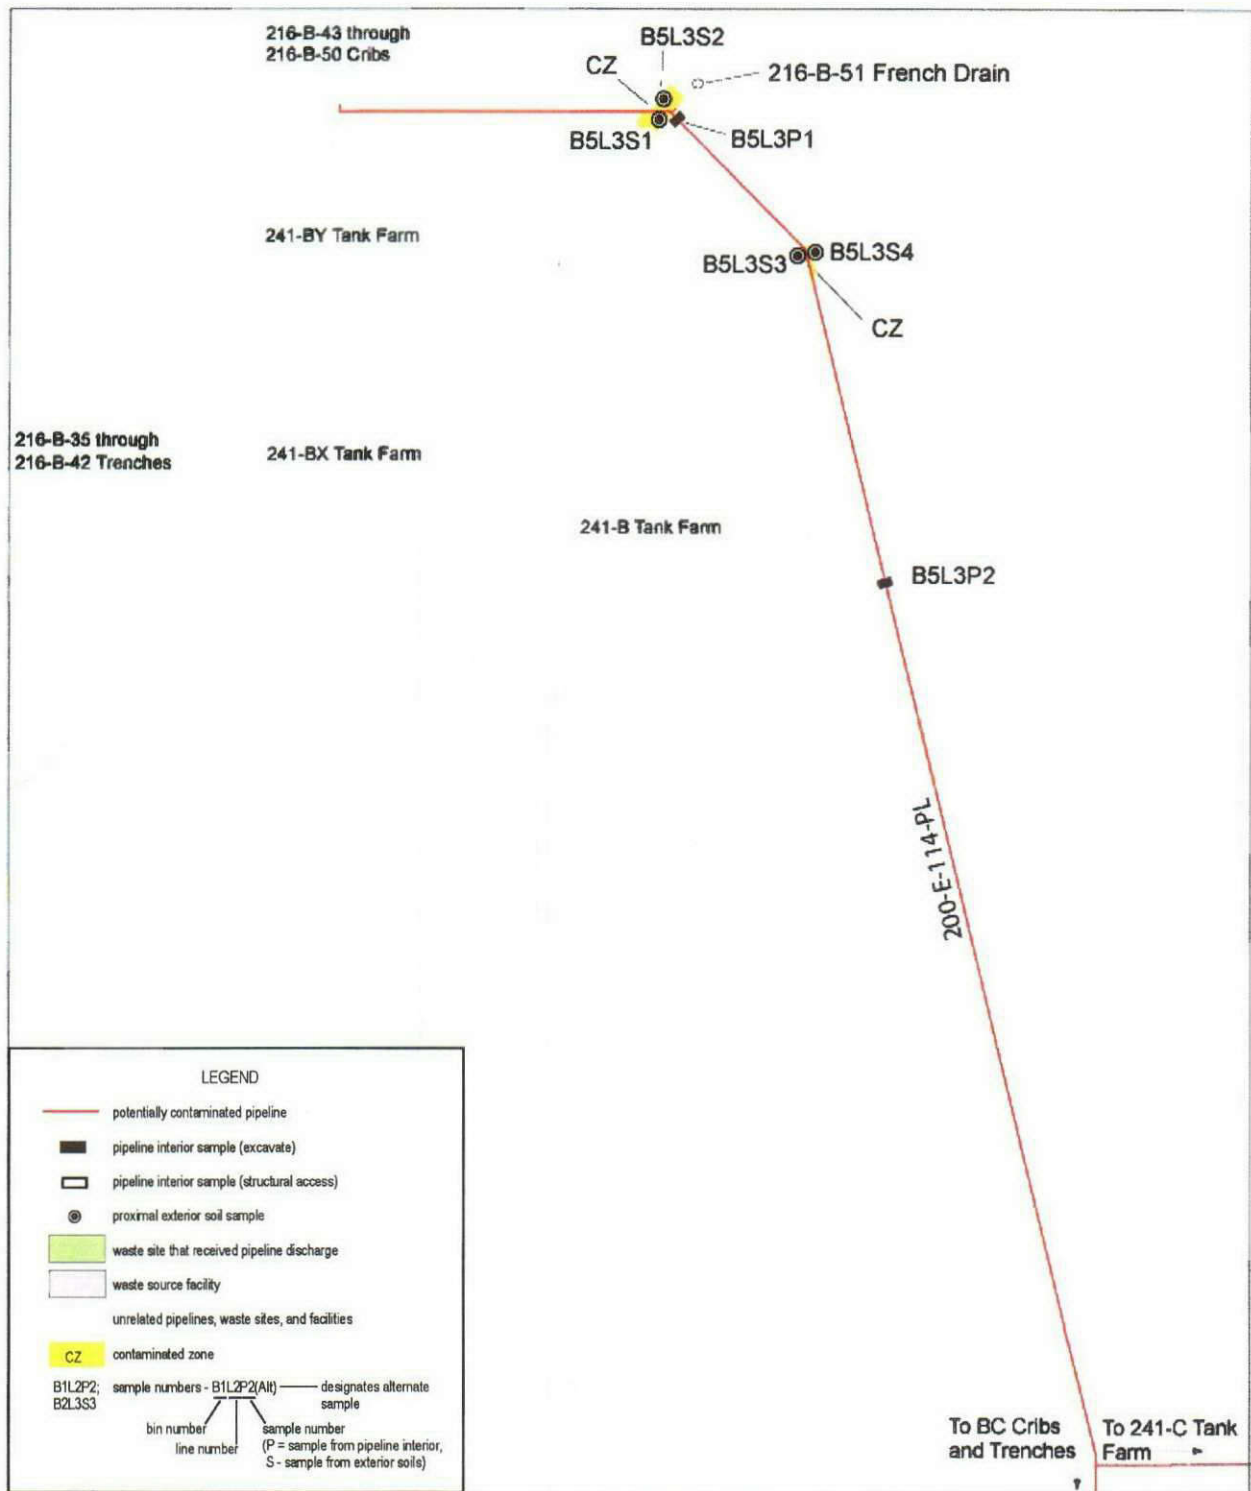 216-B-43 through
216-B-50 Cribs
B5L3S2
CZ
216-B-51 French Drain
B5L3S1
B5L3P1
241-BY Tank Farm
B5L3S3
B5L3S4
CZ
216-B-35 through
216-B-42 Trenches
241-BX Tank Farm
241-B Tank Farm
B5L3P2
200-E-114-PL
LEGEND
potentially contaminated pipeline
pipeline interior sample (excavate)
pipeline interior sample (structural access)
proximal exterior soil sample
waste site that received pipeline discharge
waste source facility
unrelated pipelines, waste sites, and facilities
CZ contaminated zone
B1L2P2; sample numbers - B1L2P2(Alt) designates alternate
B2L3S3 sample
bin number sample number
line number (P = sample from pipeline interior,
S - sample from exterior soils)
To BC Cribs
and Trenches
To 241-C Tank
Farm